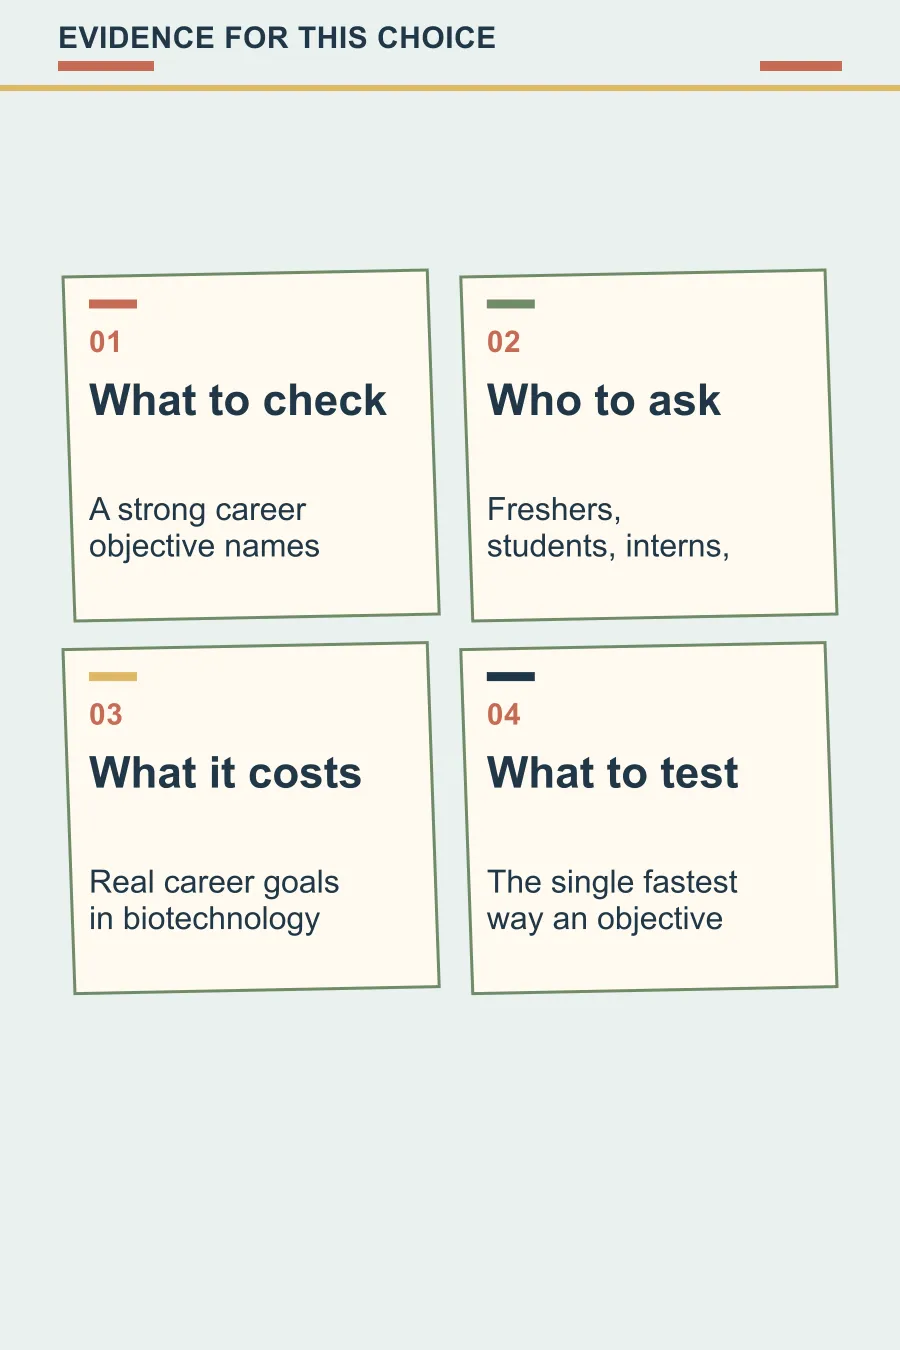 EVIDENCE FOR THIS CHOICE
01
What to check
A strong career
objective names
02
Who to ask
Freshers,
students, interns,
03
What it costs
Real career goals
in biotechnology
04
What to test
The single fastest
way an objective